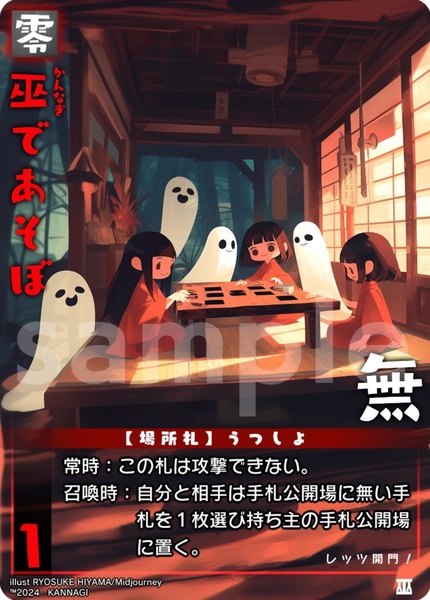 零
かんなぎ
巫であそぼ
sample
無
【場所札】うつしよ
常時：この札は攻撃できない。
召喚時：自分と相手は手札公開場に無い手
札を１枚選び持ち主の手札公開場
に置く。
1
レッツ開門！
illust RYOSUKE HIYAMA/Midjourney
™2024 KANNAGI